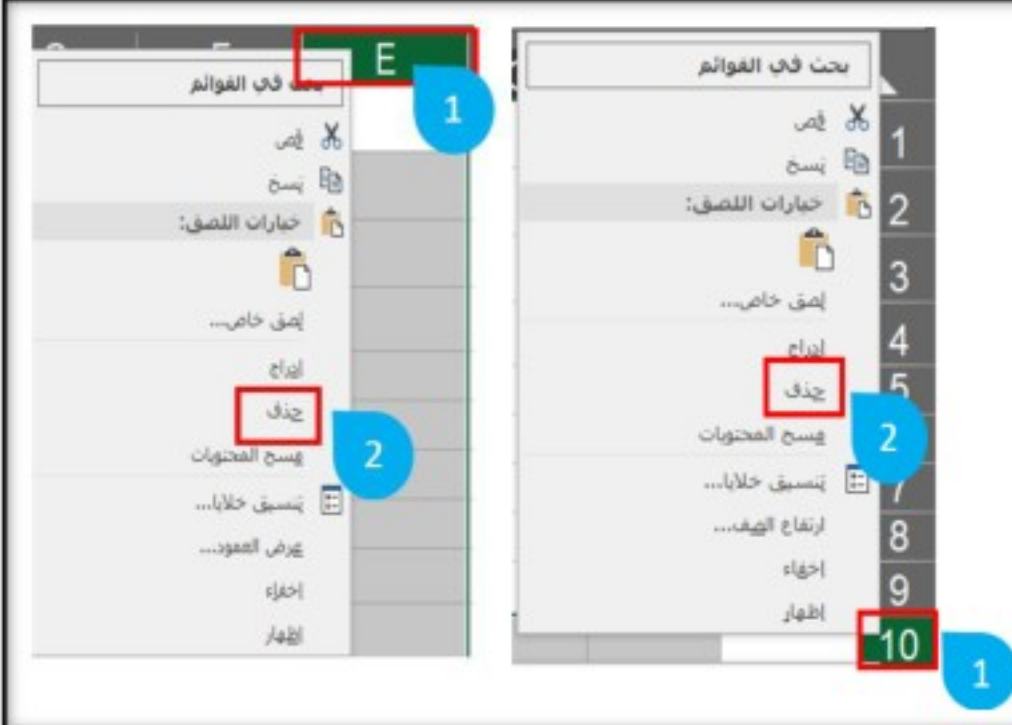 10
1
بحث في القوائم
قص
نسخ
خيارات اللصق:
لصق خاص...
إدراج
حذف
2
مسح المحتويات
تنسيق خلايا...
ارتفاع الصف...
إخفاء
إظهار
1
2
3
4
5
7
8
9
E
1
بحث في القوائم
قص
نسخ
خيارات اللصق:
لصق خاص...
إدراج
حذف
2
مسح المحتويات
تنسيق خلايا...
عرض العمود...
إخفاء
إظهار